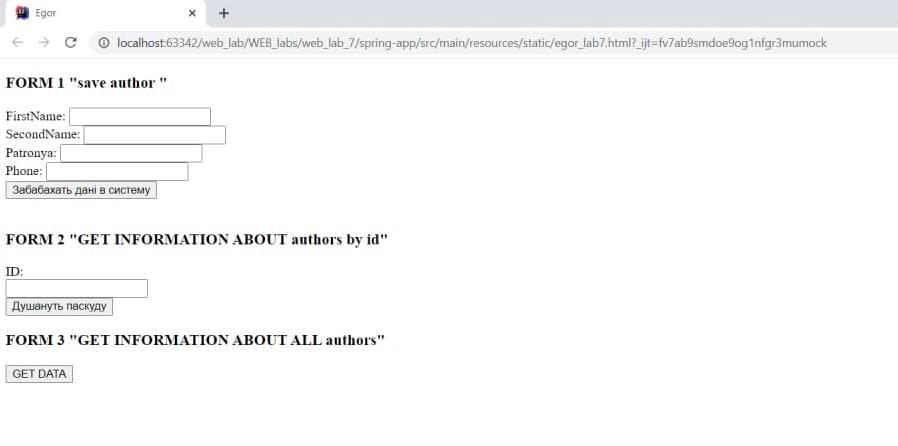 Egor
localhost:63342/web_lab/WEB_labs/web_lab_7/spring-app/src/main/resources/static/egor_lab7.html?_ijt=fv7ab9smdoe9og1nfgr3mumock
FORM 1 "save author "
FirstName:
SecondName:
Patronya:
Phone:
Забабахать дані в систему
FORM 2 "GET INFORMATION ABOUT authors by id"
ID:
Душануть паскуду
FORM 3 "GET INFORMATION ABOUT ALL authors"
GET DATA